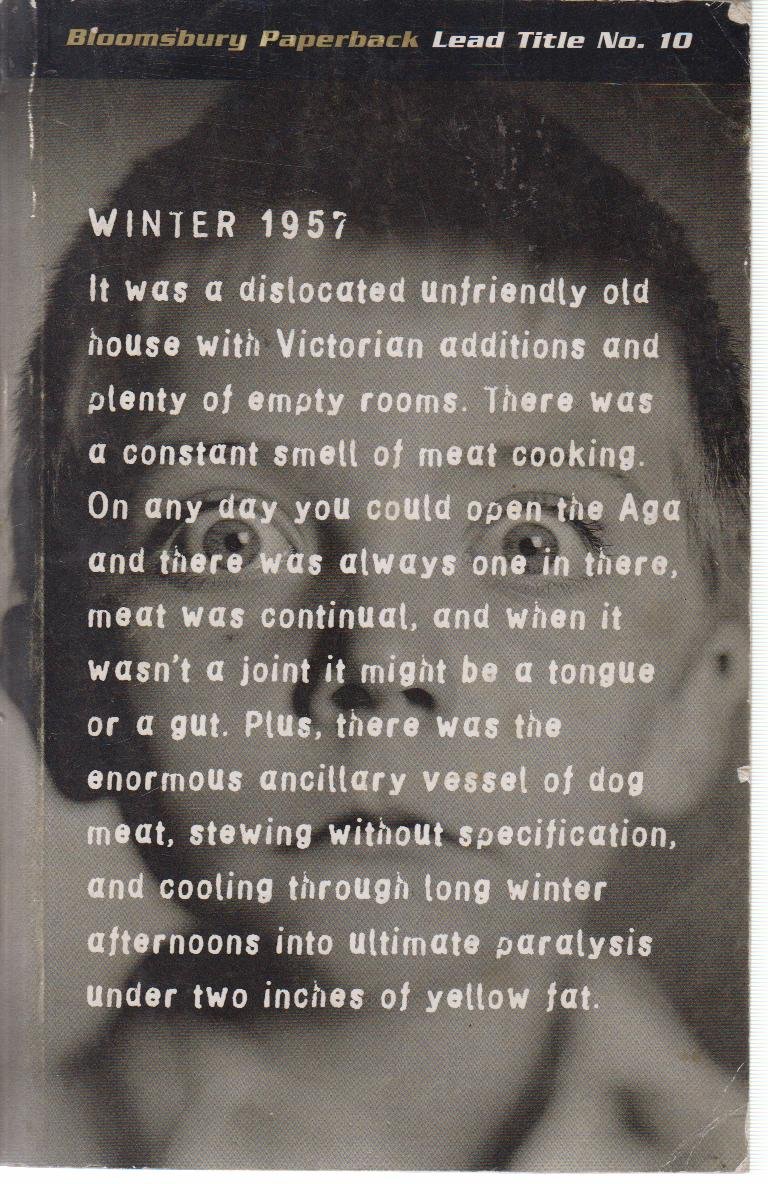 Bloomsbury Paperback Lead Title No. 10
WINTER 1957
It was a dislocated unfriendly old
house with Victorian additions and
plenty of empty rooms. There was
a constant smell of meat cooking.
On any day you could open the Aga
and there was always one in there,
meat was continual, and when it
wasn't a joint it might be a tongue
or a gut. Plus, there was the
enormous ancillary vessel of dog
meat, stewing without specification,
and cooling through long winter
afternoons into ultimate paralysis
under two inches of yellow fat.